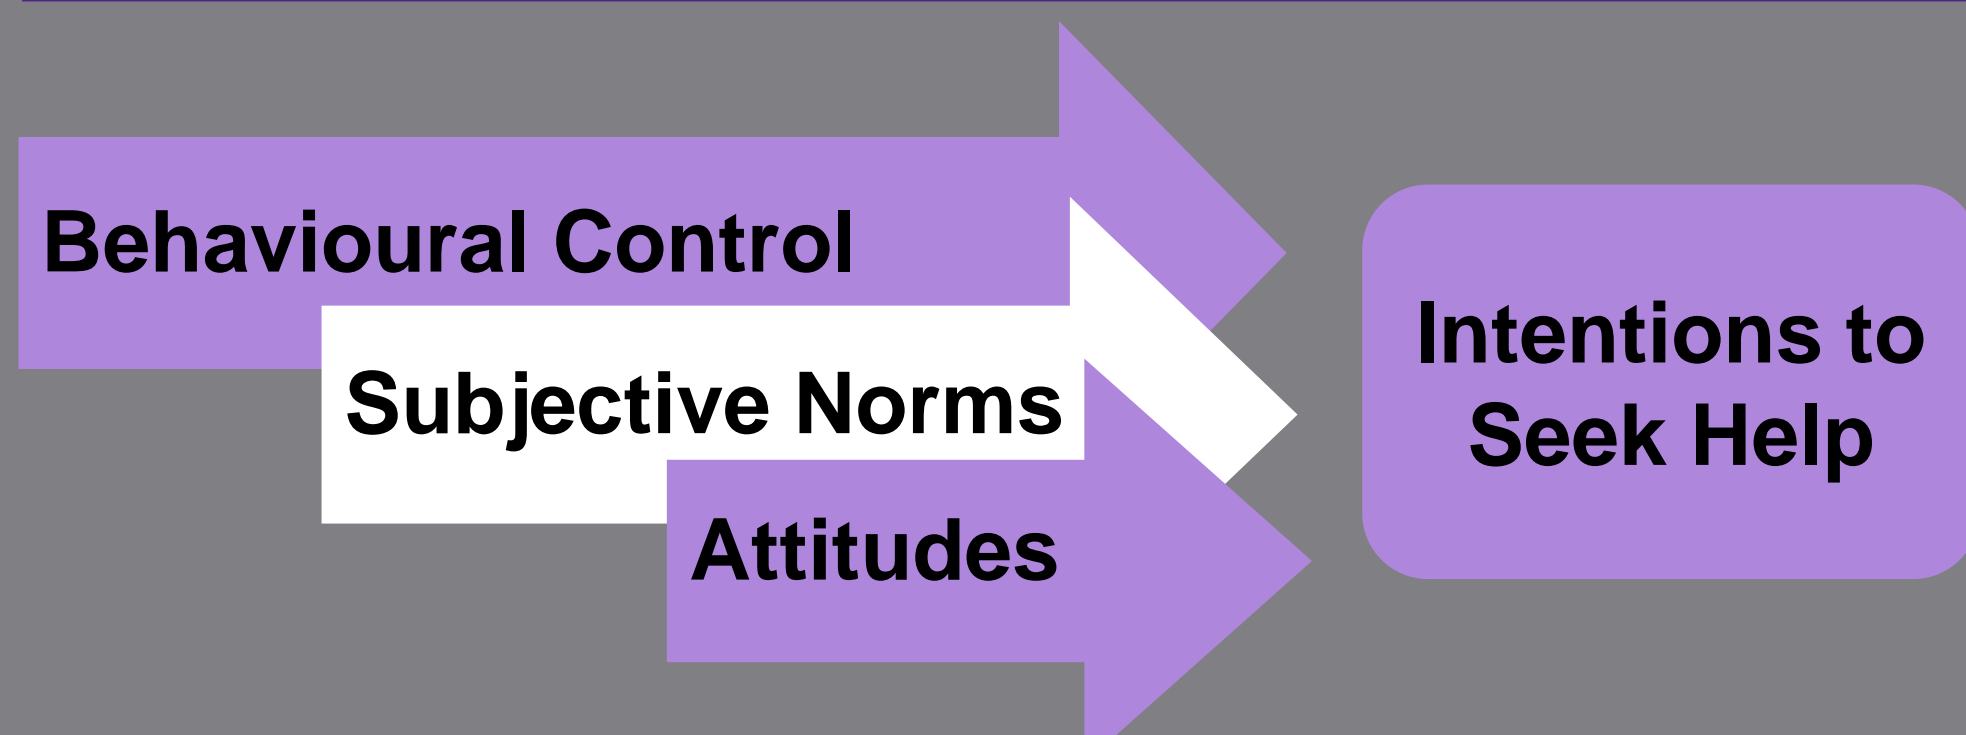 Behavioural Control
Subjective Norms
Attitudes
Intentions to
Seek Help